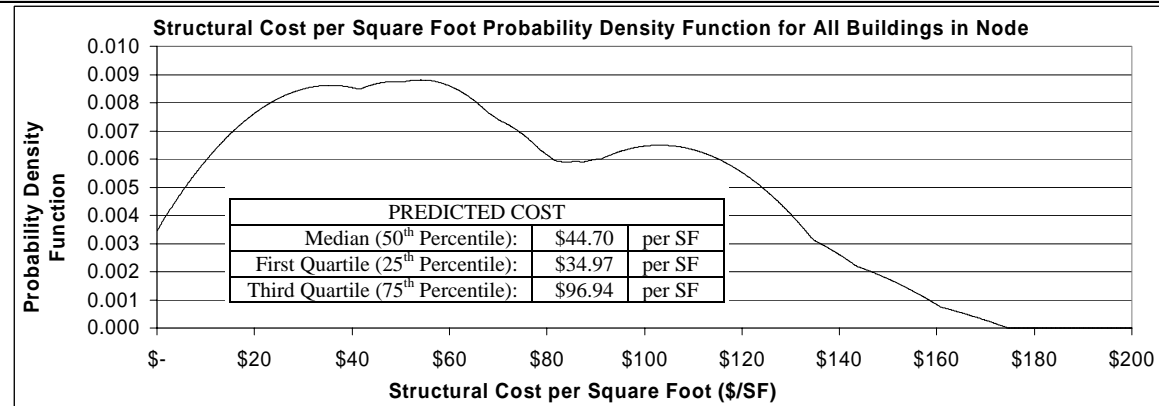 Structural Cost per Square Foot Probability Density Function for All Buildings in Node
0.010
0.009
0.008
0.007
0.006
0.005
0.004
0.003
0.002
0.001
0.000
Probability Density
Function
PREDICTED COST
Median (50th Percentile): $44.70 per SF
First Quartile (25th Percentile): $34.97 per SF
Third Quartile (75th Percentile): $96.94 per SF
$- $20 $40 $60 $80 $100 $120 $140 $160 $180 $200
Structural Cost per Square Foot ($/SF)